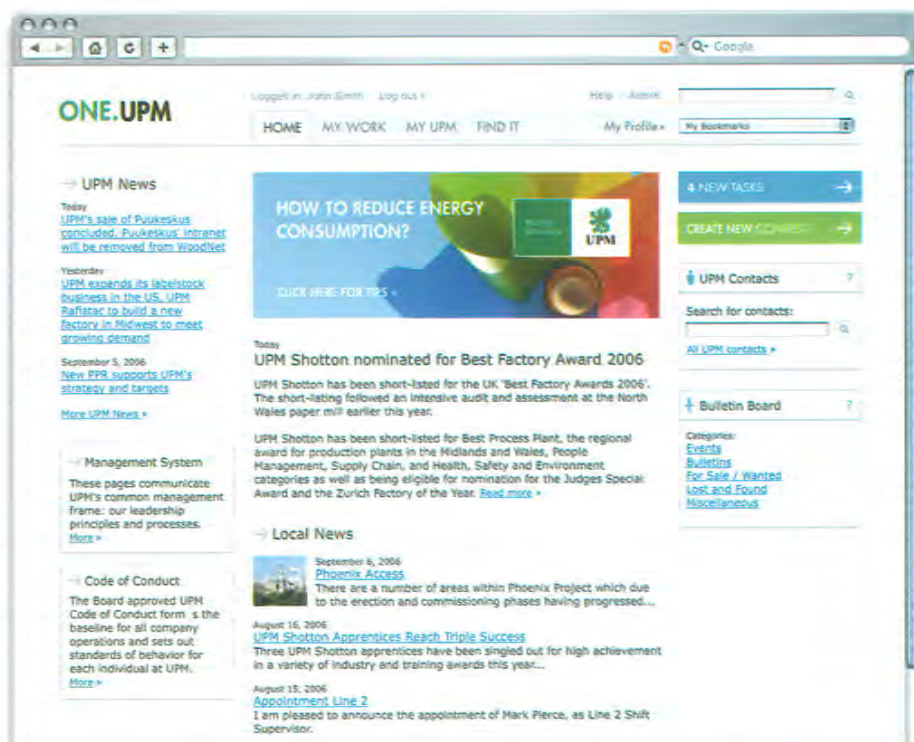 Google
ONE.UPM
Logged in: John Smith Log out »
Help Admin
HOME MY WORK MY UPM FIND IT
My Profile »
My Bookmarks
→ UPM News
Today
UPM's sale of Puukeskus
concluded, Puukeskus' intranet
will be removed from WoodNet
Yesterday
UPM expands its labelstock
business in the US, UPM
Raflatac to build a new
factory in Midwest to meet
growing demand
September 5, 2006
New PPR supports UPM's
strategy and targets
More UPM News »
→ Management System
These pages communicate
UPM's common management
frame: our leadership
principles and processes.
More »
→ Code of Conduct
The Board approved UPM
Code of Conduct form s the
baseline for all company
operations and sets out
standards of behavior for
each individual at UPM.
More »
HOW TO REDUCE ENERGY
CONSUMPTION?
CLICK HERE FOR TIPS »
UPM
Today
UPM Shotton nominated for Best Factory Award 2006
UPM Shotton has been short-listed for the UK 'Best Factory Awards 2006'.
The short-listing followed an intensive audit and assessment at the North
Wales paper mill earlier this year.
UPM Shotton has been short-listed for Best Process Plant, the regional
award for production plants in the Midlands and Wales, People
Management, Supply Chain, and Health, Safety and Environment
categories as well as being eligible for nomination for the Judges Special
Award and the Zurich Factory of the Year. Read more »
→ Local News
September 6, 2006
Phoenix Access
There are a number of areas within Phoenix Project which due
to the erection and commissioning phases having progressed...
August 16, 2006
UPM Shotton Apprentices Reach Triple Success
Three UPM Shotton apprentices have been singled out for high achievement
in a variety of industry and training awards this year...
August 15, 2006
Appointment Line 2
I am pleased to announce the appointment of Mark Pierce, as Line 2 Shift
Supervisor.
4 NEW TASKS →
CREATE NEW →
UPM Contacts ?
Search for contacts:
All UPM contacts »
Bulletin Board ?
Categories:
Events
Bulletins
For Sale / Wanted
Lost and Found
Miscellaneous